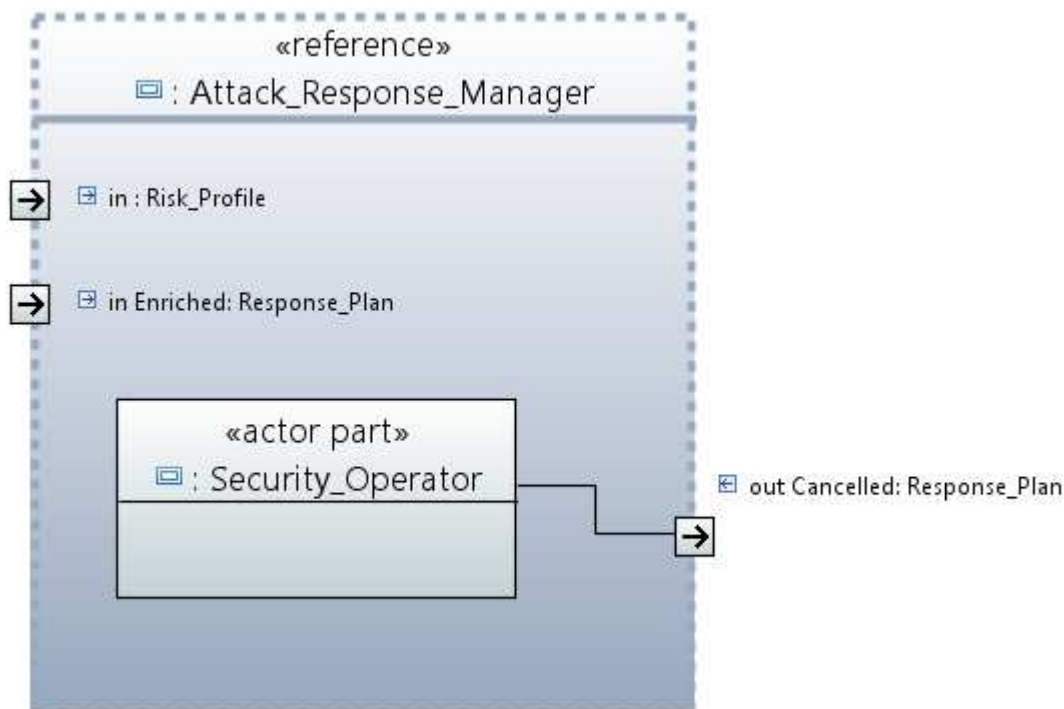 «reference»
: Attack_Response_Manager
in : Risk_Profile
in Enriched: Response_Plan
«actor part»
: Security_Operator
out Cancelled: Response_Plan